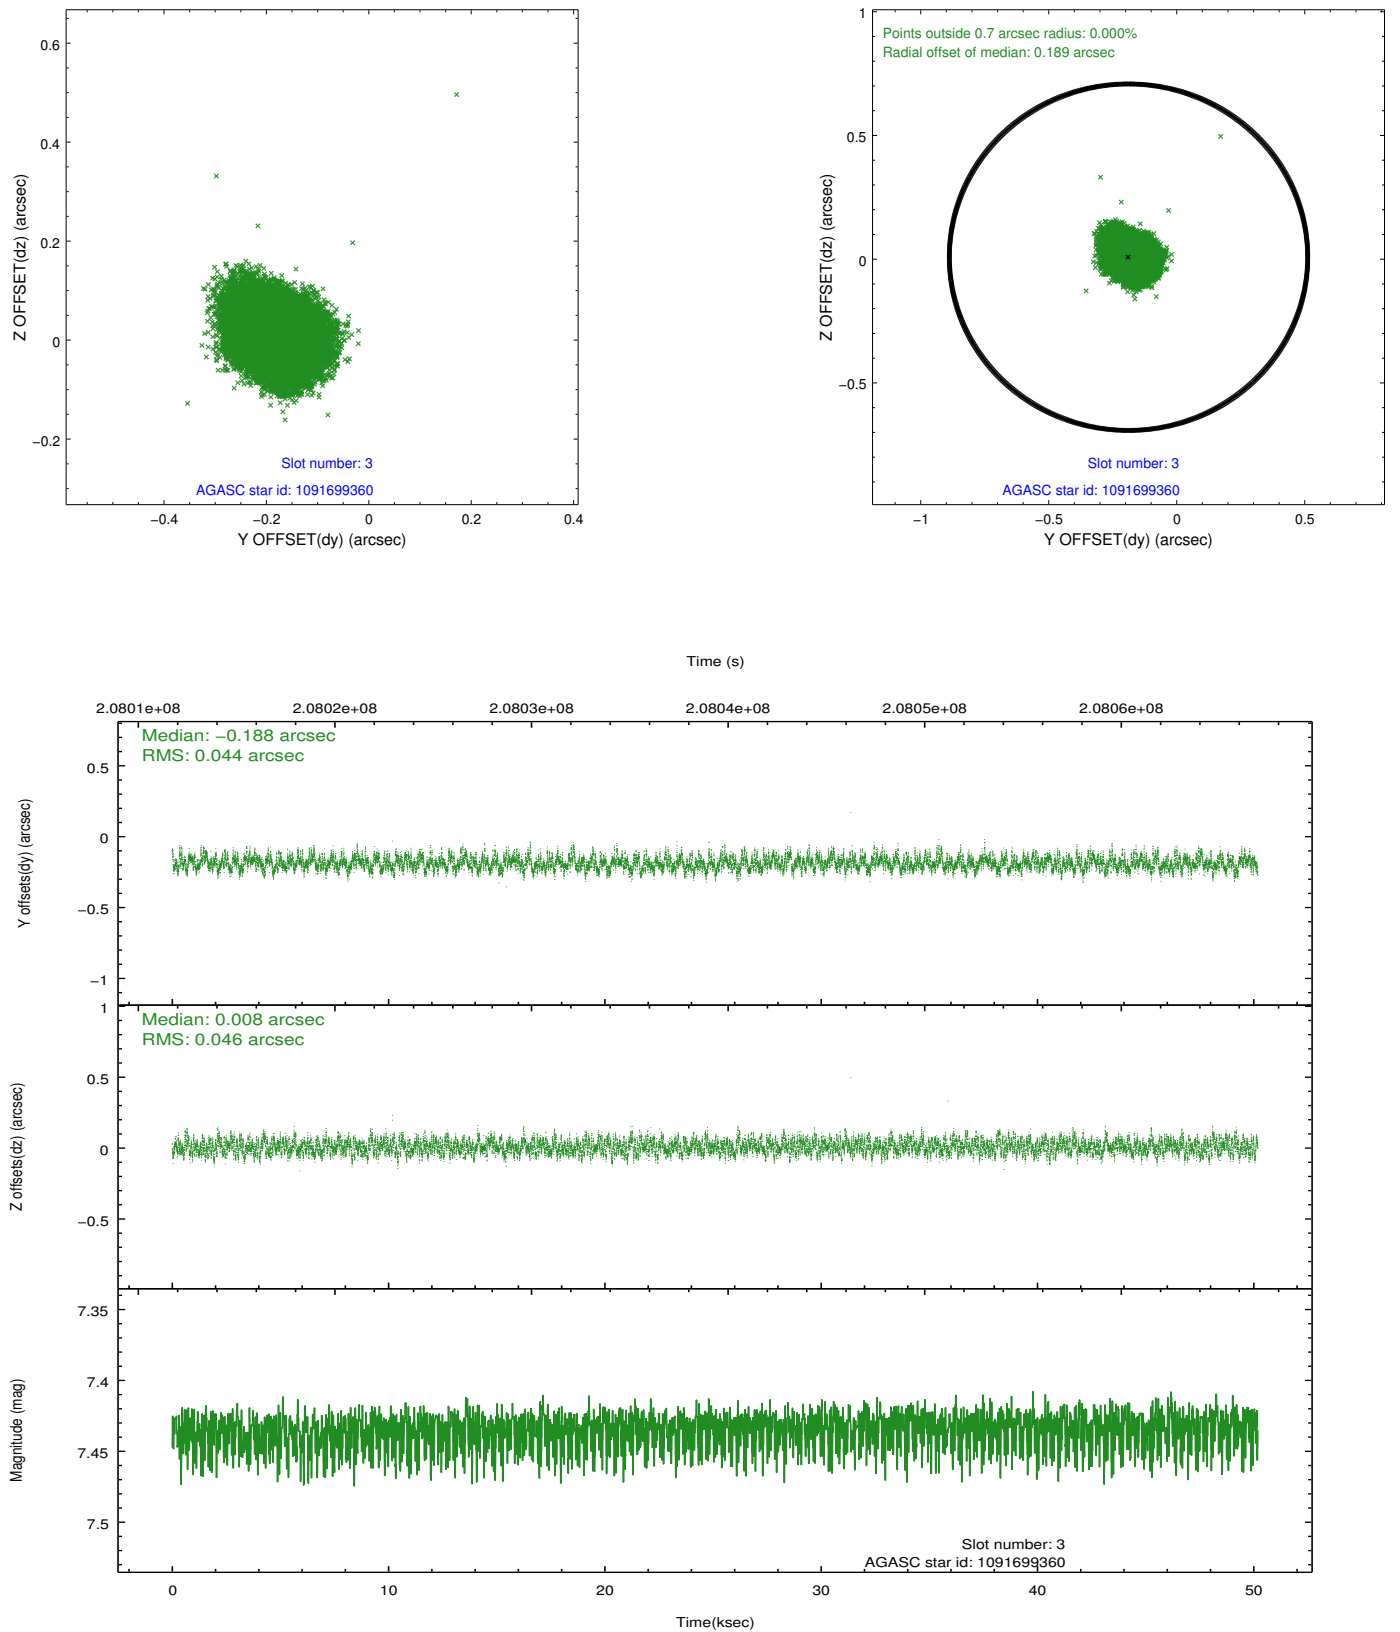 0.6
0.4
0.2
0
−0.2
Z OFFSET(dz) (arcsec)
Slot number: 3
AGASC star id: 1091699360
−0.4
−0.2
0
0.2
0.4
Y OFFSET(dy) (arcsec)
1
0.5
0
−0.5
Z OFFSET(dz) (arcsec)
Points outside 0.7 arcsec radius: 0.000%
Radial offset of median: 0.189 arcsec
Slot number: 3
AGASC star id: 1091699360
−1
−0.5
0
0.5
Y OFFSET(dy) (arcsec)
Time (s)
2.0801e+08
2.0802e+08
2.0803e+08
2.0804e+08
2.0805e+08
2.0806e+08
Median: −0.188 arcsec
RMS: 0.044 arcsec
0.5
0
−0.5
−1
Y offsets(dy) (arcsec)
Median: 0.008 arcsec
RMS: 0.046 arcsec
1
0.5
0
−0.5
Z offsets(dz) (arcsec)
7.35
7.4
7.45
7.5
Magnitude (mag)
Slot number: 3
AGASC star id: 1091699360
0
10
20
30
40
50
Time(ksec)